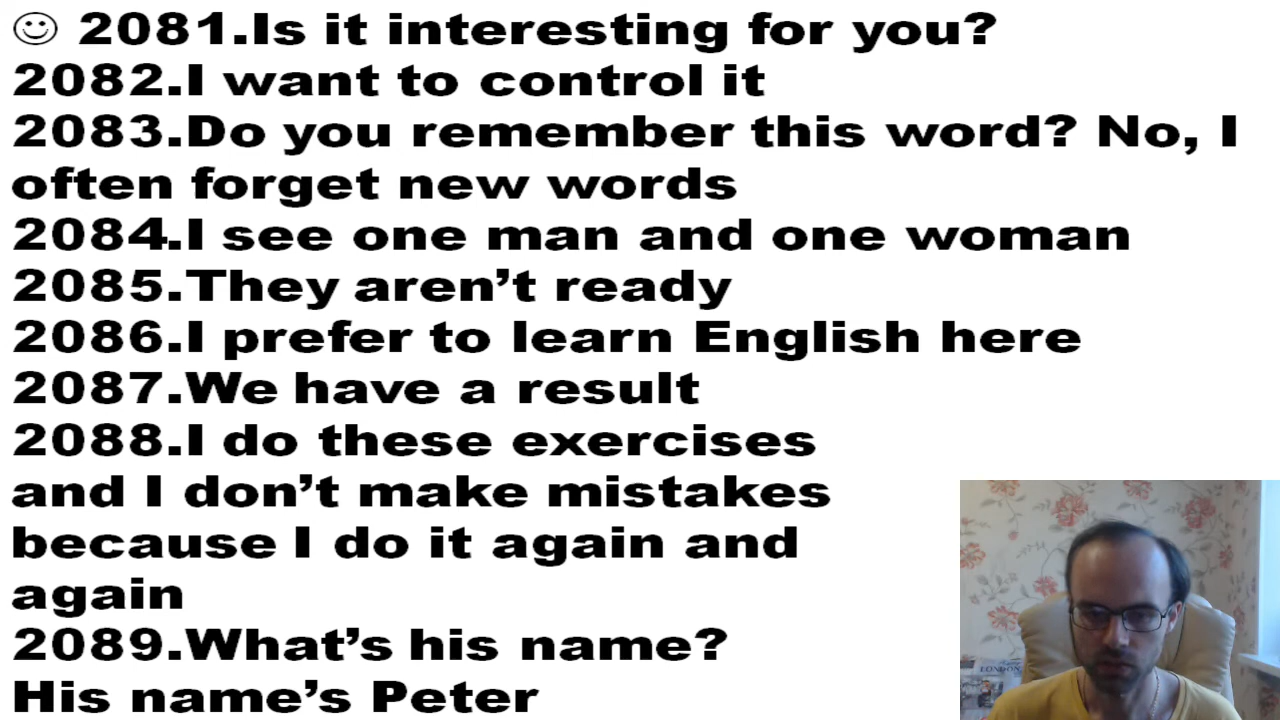 ☺ 2081.Is it interesting for you?
2082.I want to control it
2083.Do you remember this word? No, I
often forget new words
2084.I see one man and one woman
2085.They aren’t ready
2086.I prefer to learn English here
2087.We have a result
2088.I do these exercises
and I don’t make mistakes
because I do it again and
again
2089.What’s his name?
His name’s Peter
LONDON